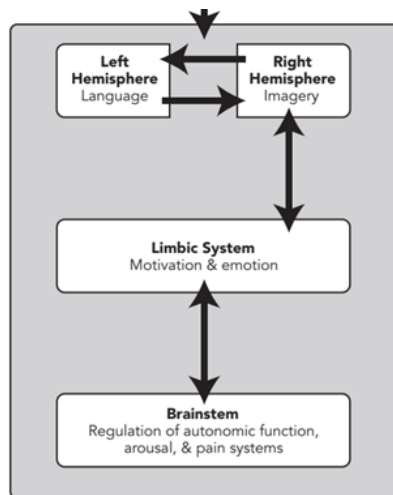 Left
Hemisphere
Language
Right
Hemisphere
Imagery
Limbic System
Motivation & emotion
Brainstem
Regulation of autonomic function,
arousal, & pain systems